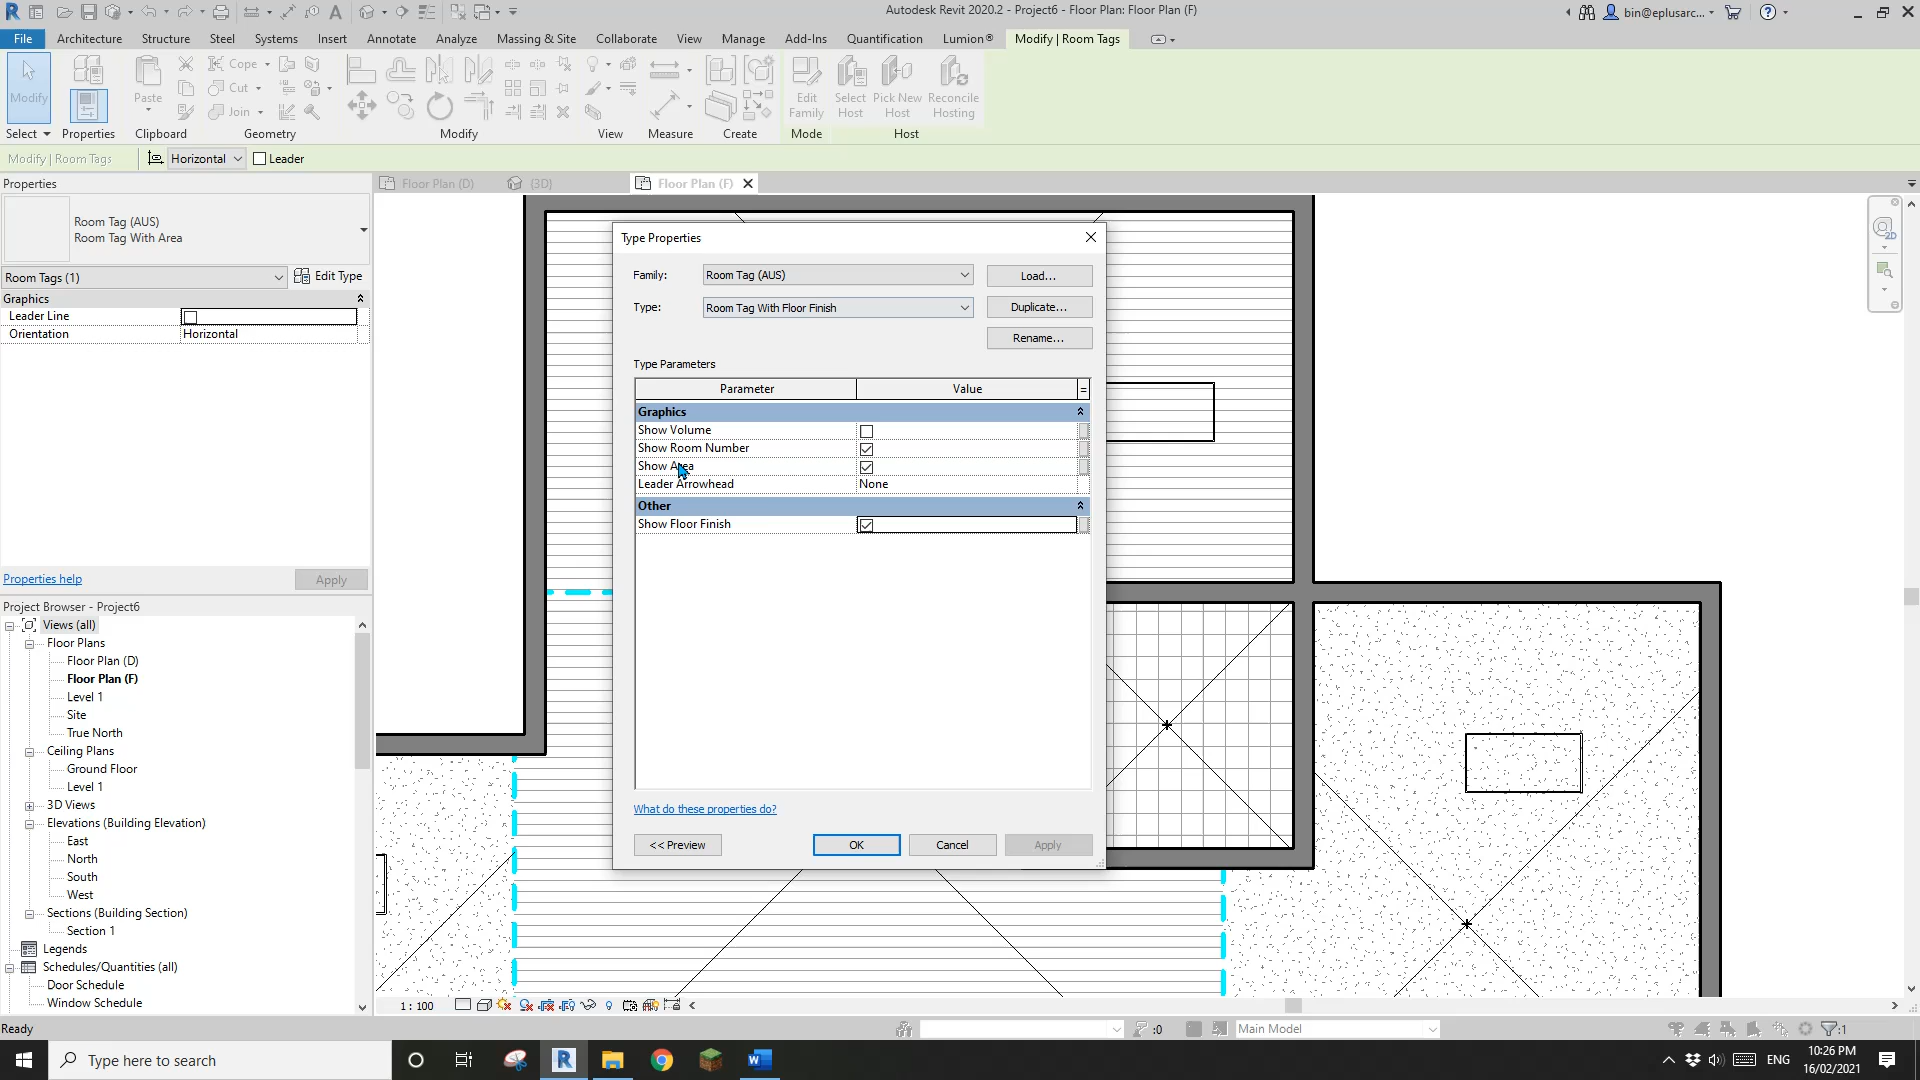 Autodesk Revit 2020.2 - Project6 - Floor Plan: Floor Plan (F)
bin@eplusarc...
File Architecture Structure Steel Systems Insert Annotate Analyze Massing & Site Collaborate View Manage Add-Ins Quantification Lumion® Modify | Room Tags
Modify
Paste
Cope
Cut
Join
Edit Family
Select Host
Pick New Host
Reconcile Hosting
Select Properties Clipboard Geometry Modify View Measure Create Mode Host
Modify | Room Tags Horizontal Leader
Properties
Floor Plan (D) {3D} Floor Plan (F)
Room Tag (AUS)
Room Tag With Area
Room Tags (1) Edit Type
Graphics
Leader Line
Orientation Horizontal
Properties help Apply
Project Browser - Project6
Views (all)
Floor Plans
Floor Plan (D)
Floor Plan (F)
Level 1
Site
True North
Ceiling Plans
Ground Floor
Level 1
3D Views
Elevations (Building Elevation)
East
North
South
West
Sections (Building Section)
Section 1
Legends
Schedules/Quantities (all)
Door Schedule
Window Schedule
Type Properties
Family: Room Tag (AUS) Load...
Type: Room Tag With Floor Finish Duplicate...
Rename...
Type Parameters
Parameter Value =
Graphics
Show Volume
Show Room Number
Show Area
Leader Arrowhead None
Other
Show Floor Finish
What do these properties do?
<< Preview OK Cancel Apply
2D
1 : 100
Ready :0 Main Model :1
Type here to search
ENG
10:26 PM
16/02/2021